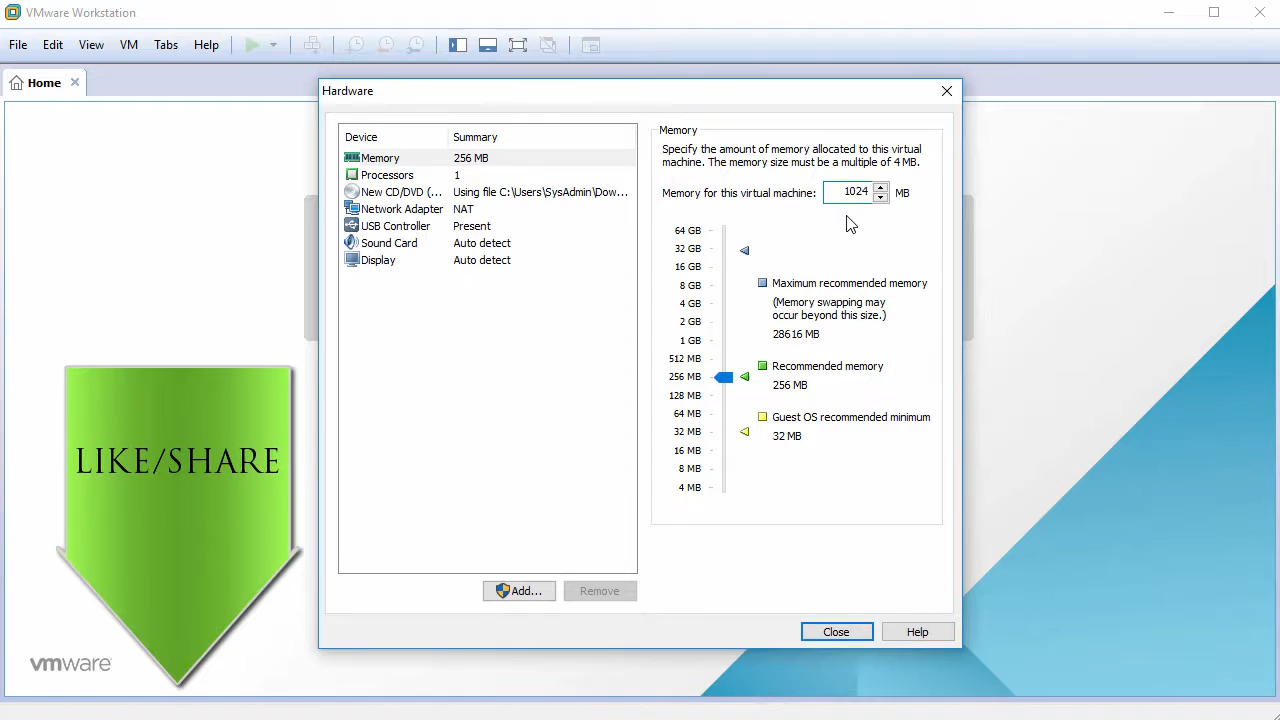 VMware Workstation
File Edit View VM Tabs Help
Home
Hardware
Device Summary
Memory 256 MB
Processors 1
New CD/DVD (... Using file C:\Users\SysAdmin\Dow...
Network Adapter NAT
USB Controller Present
Sound Card Auto detect
Display Auto detect
Add... Remove
Memory
Specify the amount of memory allocated to this virtual
machine. The memory size must be a multiple of 4 MB.
Memory for this virtual machine: 1024 MB
64 GB
32 GB
16 GB
8 GB
4 GB
2 GB
1 GB
512 MB
256 MB
128 MB
64 MB
32 MB
16 MB
8 MB
4 MB
Maximum recommended memory
(Memory swapping may
occur beyond this size.)
28616 MB
Recommended memory
256 MB
Guest OS recommended minimum
32 MB
Close Help
LIKE/SHARE
vmware